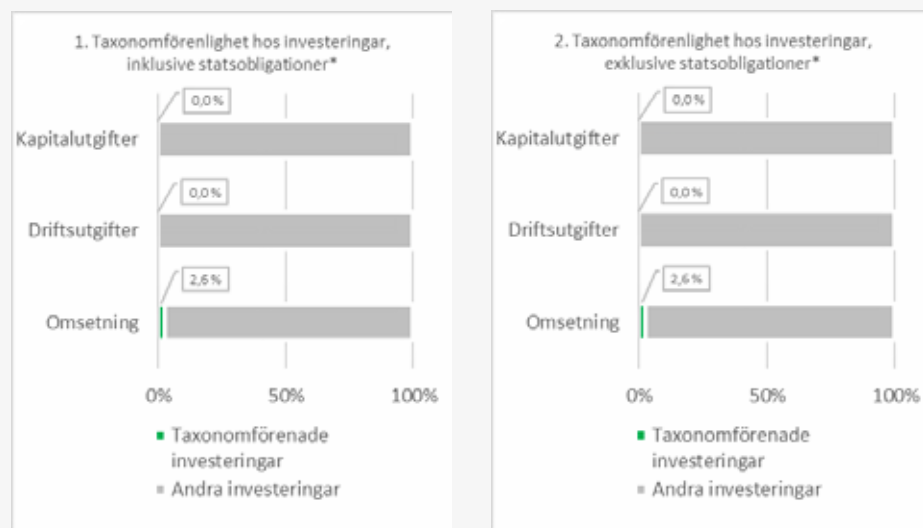 1. Taxonomförenlighet hos investeringar,
inklusive statsobligationer*
0,0%
Kapitalutgifter
0,0%
Driftsutgifter
2,6%
Omsetning
0%
50%
100%
Taxonomförenade
investeringar
Andra investeringar
2. Taxonomförenlighet hos investeringar,
exklusive statsobligationer*
0,0%
Kapitalutgifter
0,0%
Driftsutgifter
2,6%
Omsetning
0%
50%
100%
Taxonomförenade
investeringar
Andra investeringar